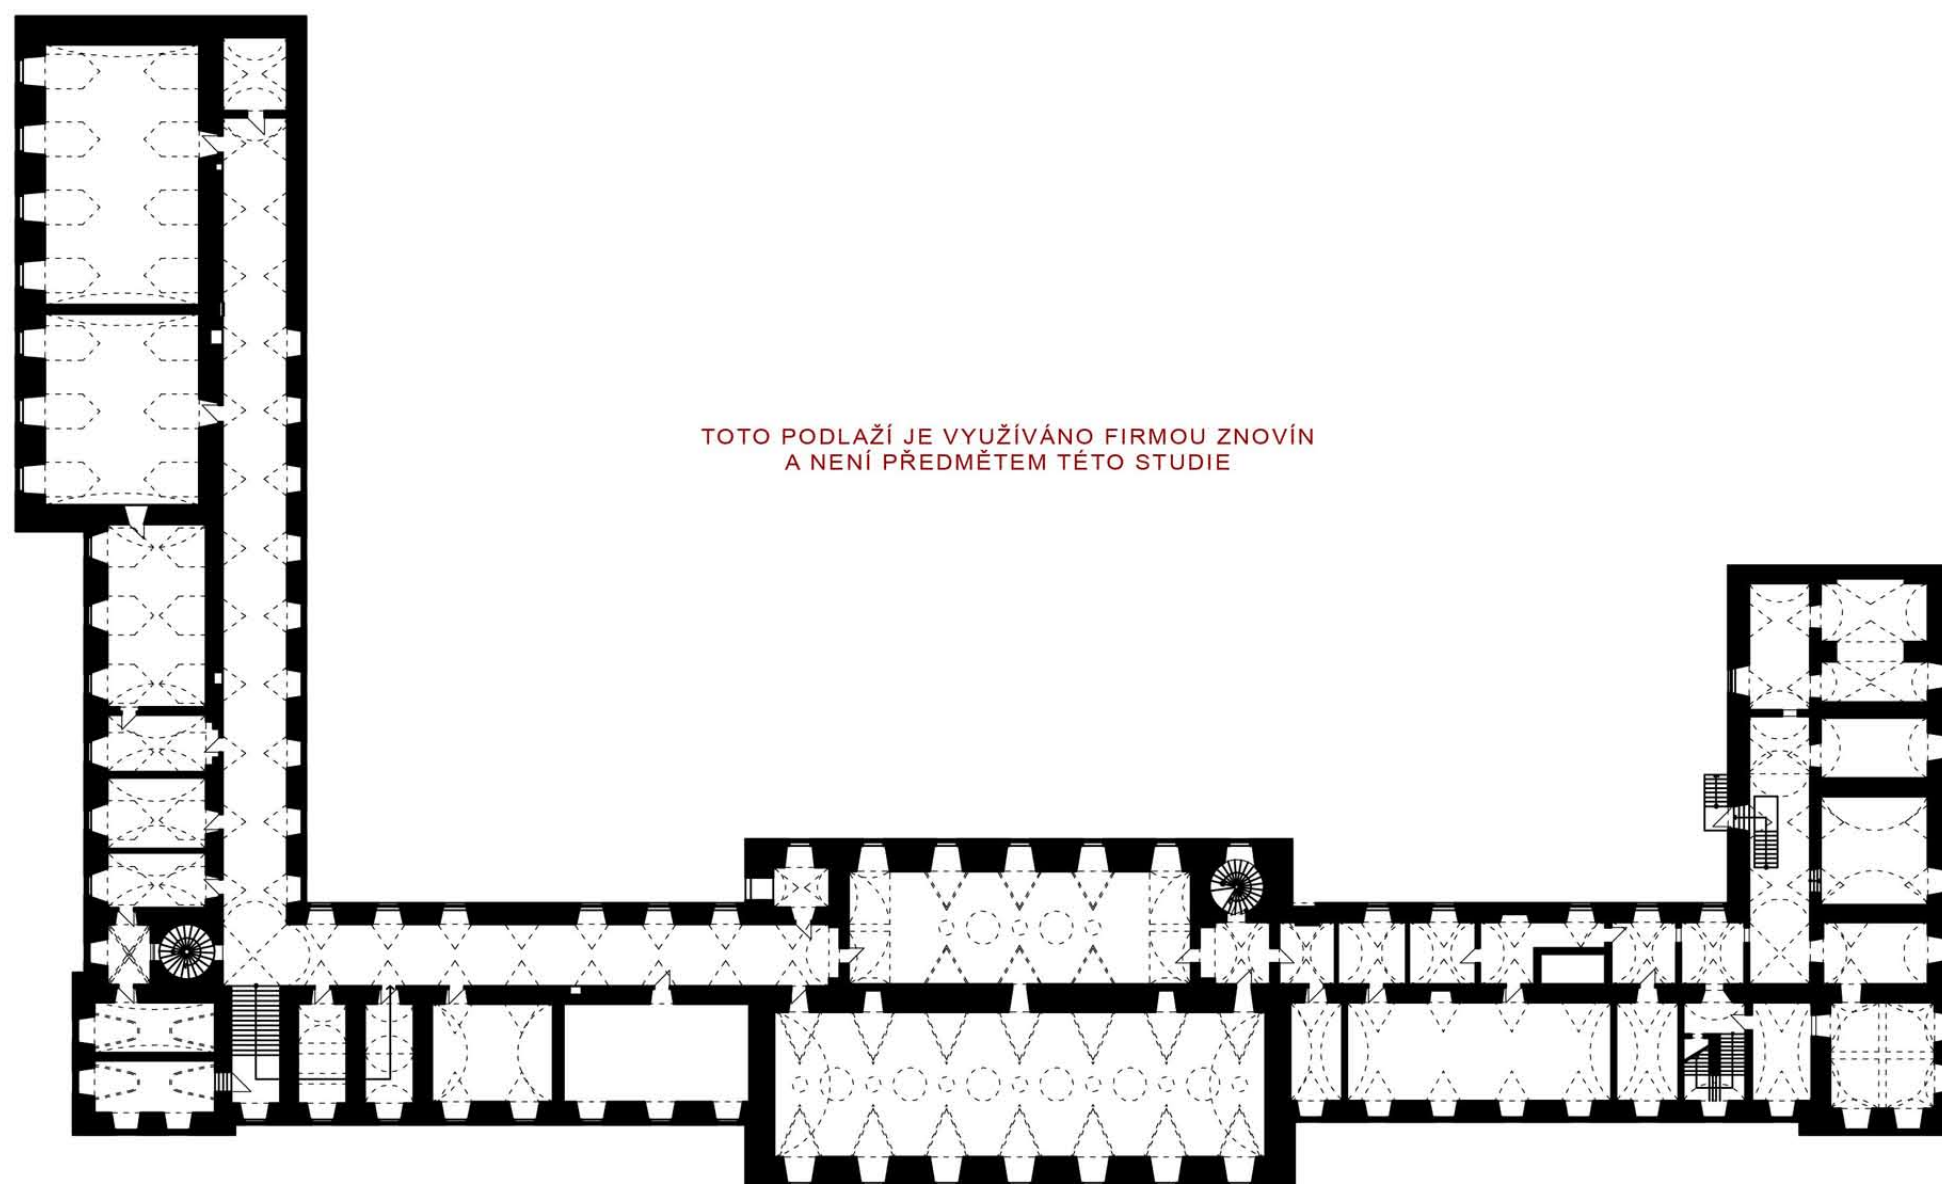 TOTO PODLAŽÍ JE VYUŽÍVÁNO FIRMOU ZNOVÍN
A NENÍ PŘEDMĚTEM TÉTO STUDIE